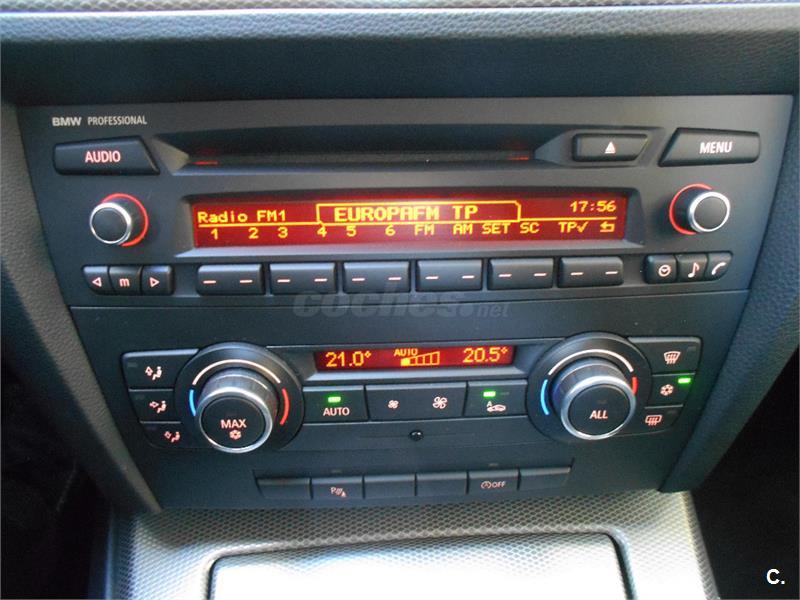 BMW PROFESSIONAL
AUDIO
MENU
Radio FM1 EUROPAFM TP 17:56
1 2 3 4 5 6 FM AM SET SC TP✓
m
coches.net
21.0° AUTO 20.5°
AUTO
A
MAX
ALL
P
OFF
C.